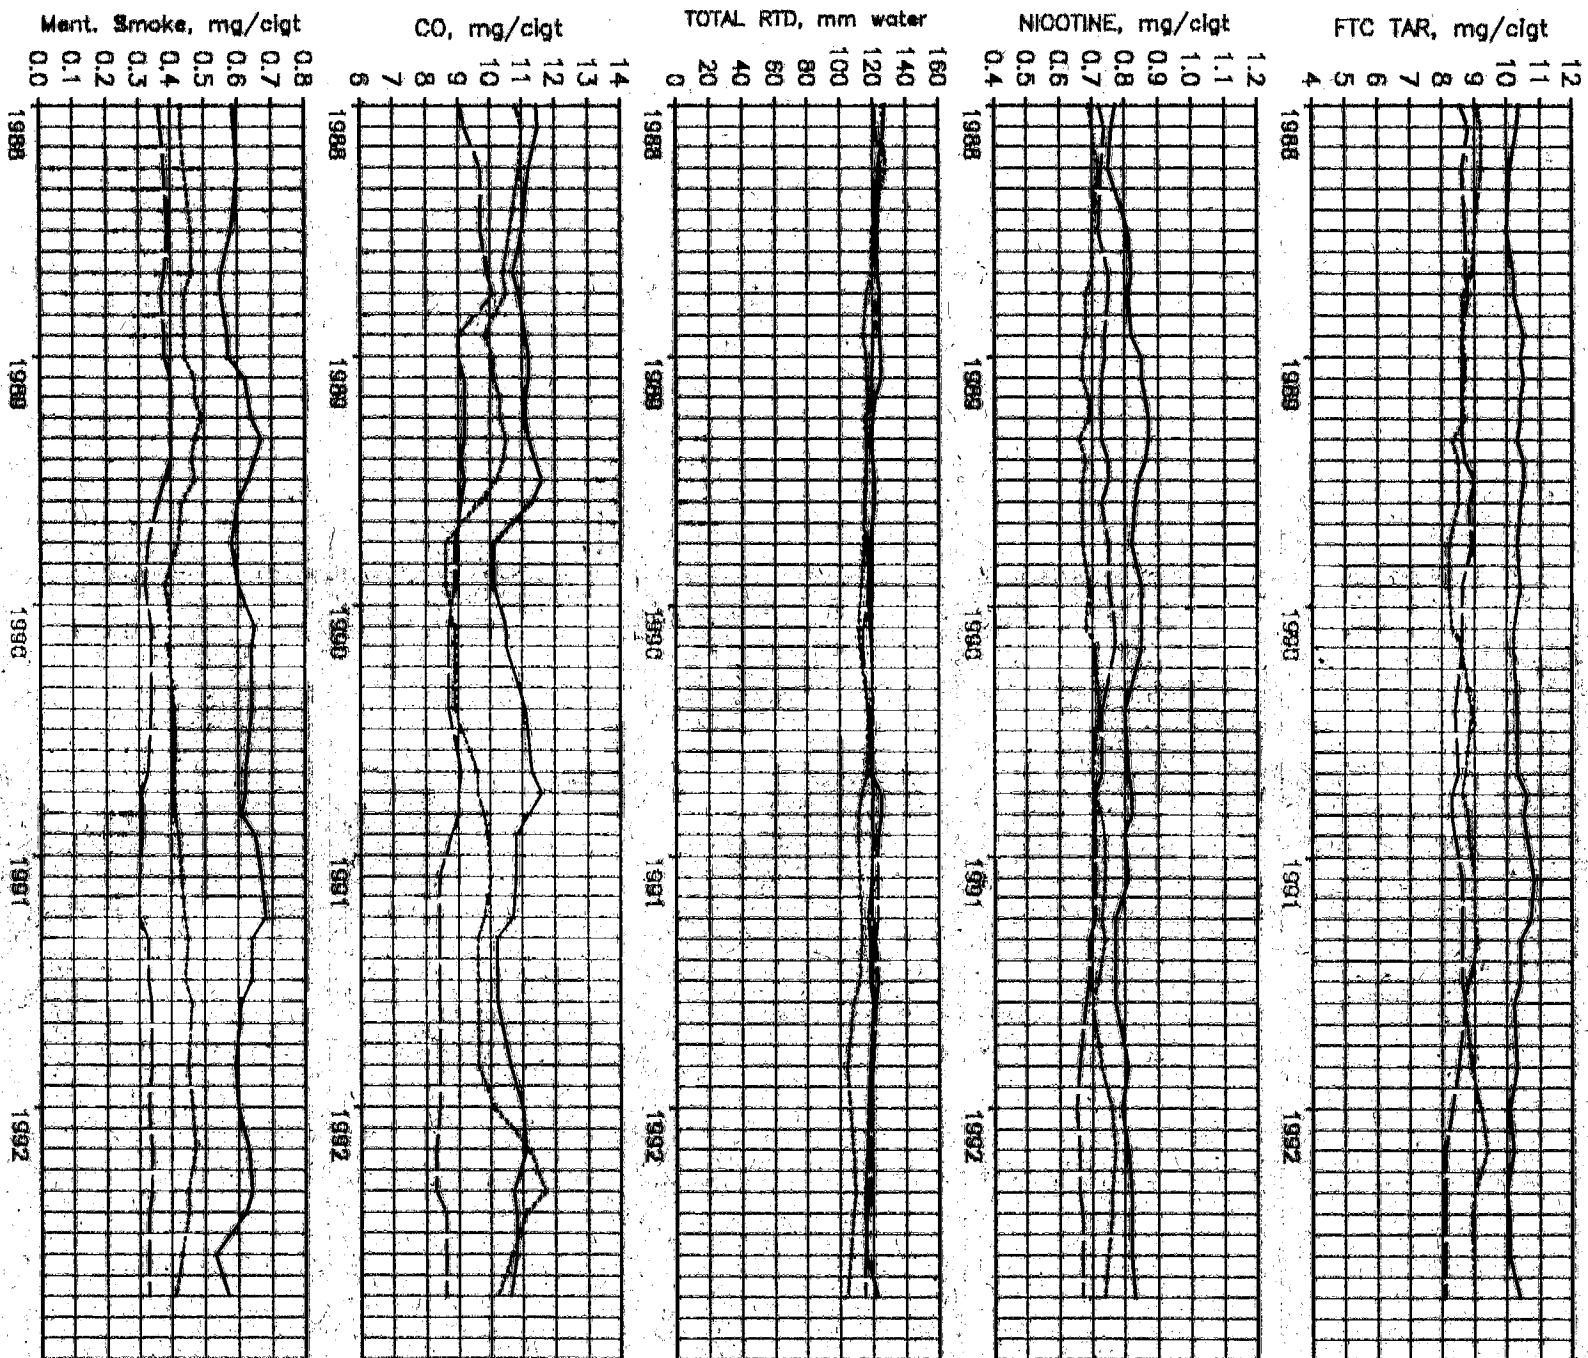 Ment. Smoke, mg/cigt
0.0 0.1 0.2 0.3 0.4 0.5 0.6 0.7 0.8
1988
1989
1990
1991
1992
CO, mg/cigt
6 7 8 9 10 11 12 13 14
1988
1989
1990
1991
1992
TOTAL RTD, mm water
0 20 40 60 80 100 120 140 160
1988
1989
1990
1991
1992
NICOTINE, mg/cigt
0.4 0.5 0.6 0.7 0.8 0.9 1.0 1.1 1.2
1988
1989
1990
1991
1992
FTC TAR, mg/cigt
4 5 6 7 8 9 10 11 12
1988
1989
1990
1991
1992